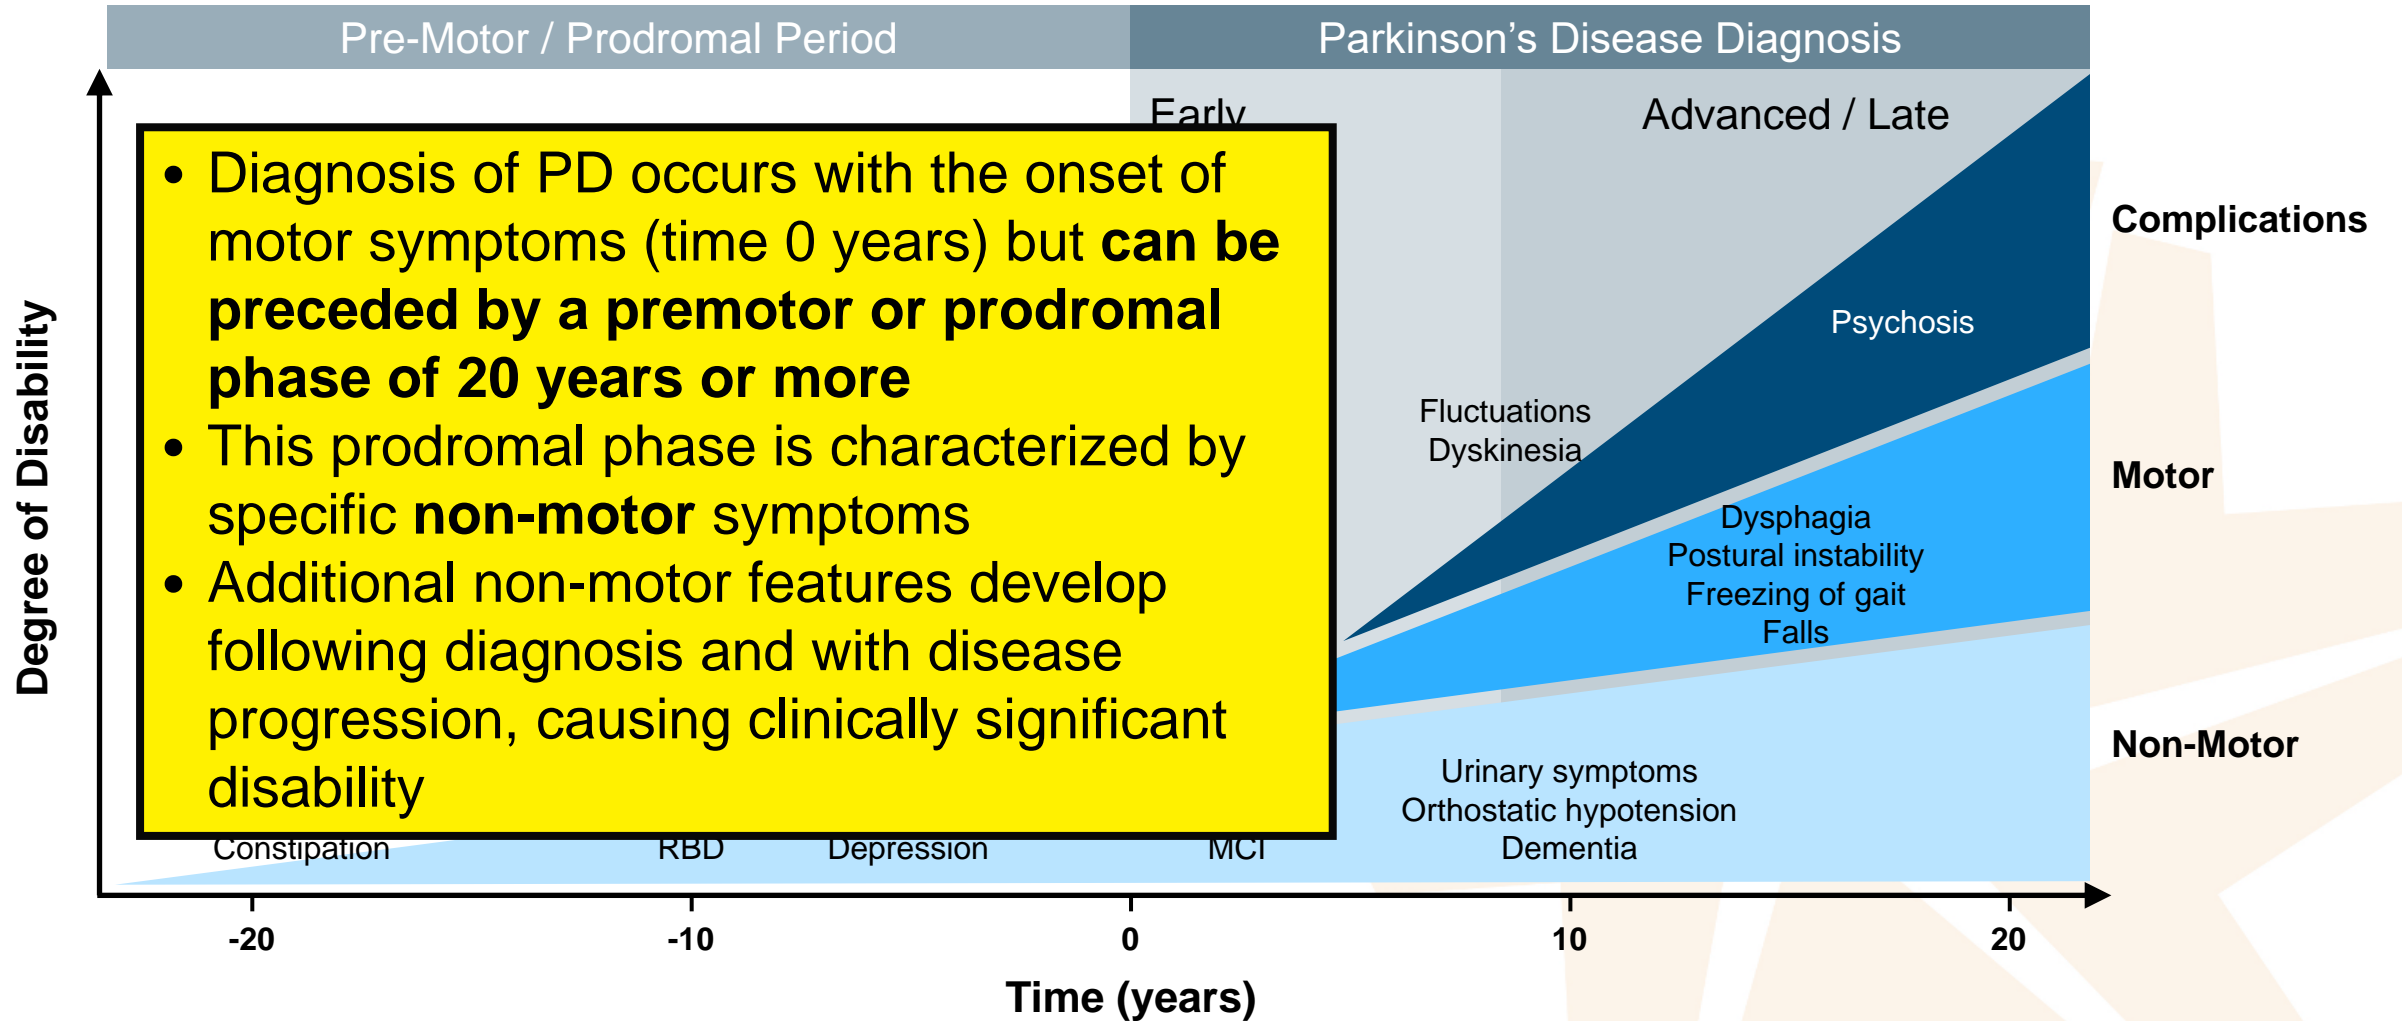 Pre-Motor / Prodromal Period
Parkinson’s Disease Diagnosis
Early
Advanced / Late
• Diagnosis of PD occurs with the onset of
motor symptoms (time 0 years) but can be
preceded by a premotor or prodromal
phase of 20 years or more
• This prodromal phase is characterized by
specific non-motor symptoms
• Additional non-motor features develop
following diagnosis and with disease
progression, causing clinically significant
disability
Degree of Disability
Complications
Psychosis
Fluctuations
Dyskinesia
Motor
Dysphagia
Postural instability
Freezing of gait
Falls
Non-Motor
Urinary symptoms
Orthostatic hypotension
Dementia
Constipation
RBD
Depression
MCI
-20
-10
0
10
20
Time (years)